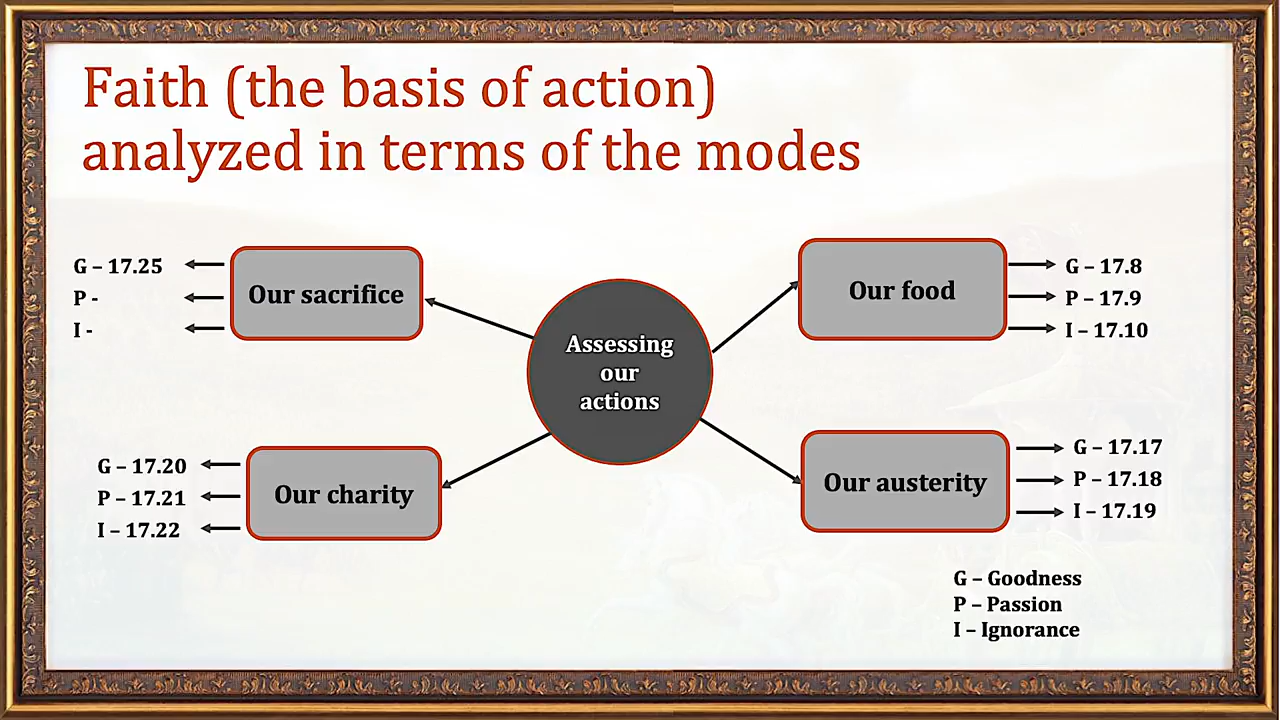 Faith (the basis of action)
analyzed in terms of the modes
G – 17.25
P -
I -
Our sacrifice
Assessing
our
actions
Our food
G – 17.8
P – 17.9
I – 17.10
G – 17.20
P – 17.21
I – 17.22
Our charity
Our austerity
G – 17.17
P – 17.18
I – 17.19
G – Goodness
P – Passion
I – Ignorance